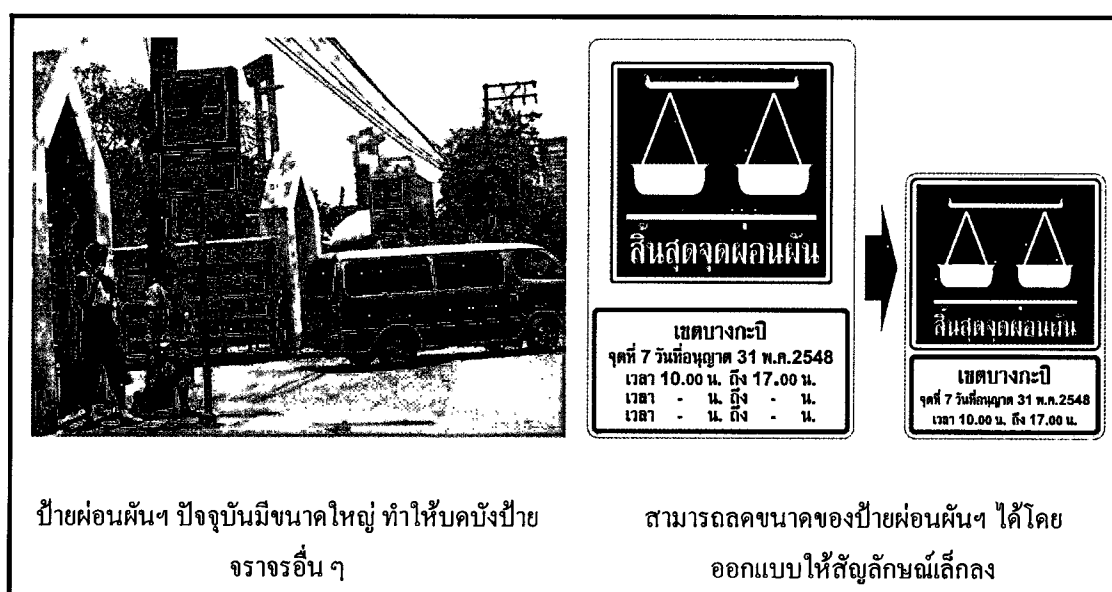 สิ้นสุดจุดผ่อนผัน
เขตบางกะปิ
จุดที่ 7 วันที่อนุญาต 31 พ.ค.2548
เวลา 10.00 น. ถึง 17.00 น.
เวลา - น. ถึง - น.
เวลา - น. ถึง - น.
สิ้นสุดจุดผ่อนผัน
เขตบางกะปิ
จุดที่ 7 วันที่อนุญาต 31 พ.ค.2548
เวลา 10.00 น. ถึง 17.00 น.
ป้ายผ่อนผันฯ ปัจจุบันมีขนาดใหญ่ ทำให้บดบังป้าย
จราจรอื่น ๆ
สามารถลดขนาดของป้ายผ่อนผันฯ ได้โดย
ออกแบบให้สัญลักษณ์เล็กลง